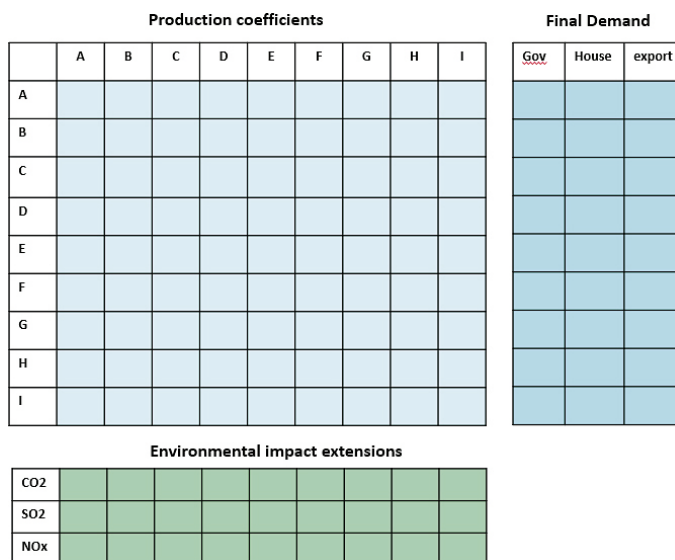 Production coefficients
Final Demand
A B C D E F G H I
Gov House export
A
B
C
D
E
F
G
H
I
Environmental impact extensions
CO2
SO2
NOx